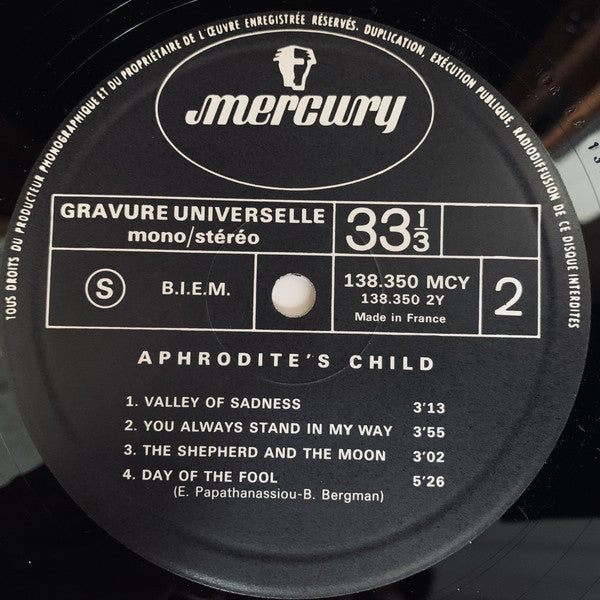 TOUS DROITS DU PRODUCTEUR PHONOGRAPHIQUE ET DU PROPRIÉTAIRE DE L'ŒUVRE ENREGISTRÉE RÉSERVÉS. DUPLICATION, EXÉCUTION PUBLIQUE, RADIODIFFUSION DE CE DISQUE INTERDITES
mercury
GRAVURE UNIVERSELLE
mono/stéréo
33 1/3
S
B.I.E.M.
138.350 MCY
138.350 2Y
Made in France
2
APHRODITE'S CHILD
1. VALLEY OF SADNESS 3'13
2. YOU ALWAYS STAND IN MY WAY 3'55
3. THE SHEPHERD AND THE MOON 3'02
4. DAY OF THE FOOL 5'26
(E. Papathanassiou-B. Bergman)